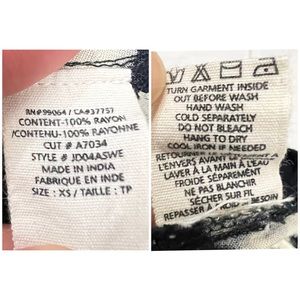 RN#99064 / CA#37757
CONTENT-100% RAYON
/CONTENU-100% RAYONNE
CUT # A7034
STYLE # JD04ASWE
MADE IN INDIA
FABRIQUE EN INDE
SIZE : XS / TAILLE : TP
TURN GARMENT INSIDE
OUT BEFORE WASH
HAND WASH
COLD SEPARATELY
DO NOT BLEACH
HANG TO DRY
COOL IRON IF NEEDED
RETOURNER
L'ENVERS AVANT
LAVER À LA MAIN À L'EAU
FROIDE SÉPARÉMENT
NE PAS BLANCHIR
SÉCHER SUR FIL
REPASSER À BESOIN